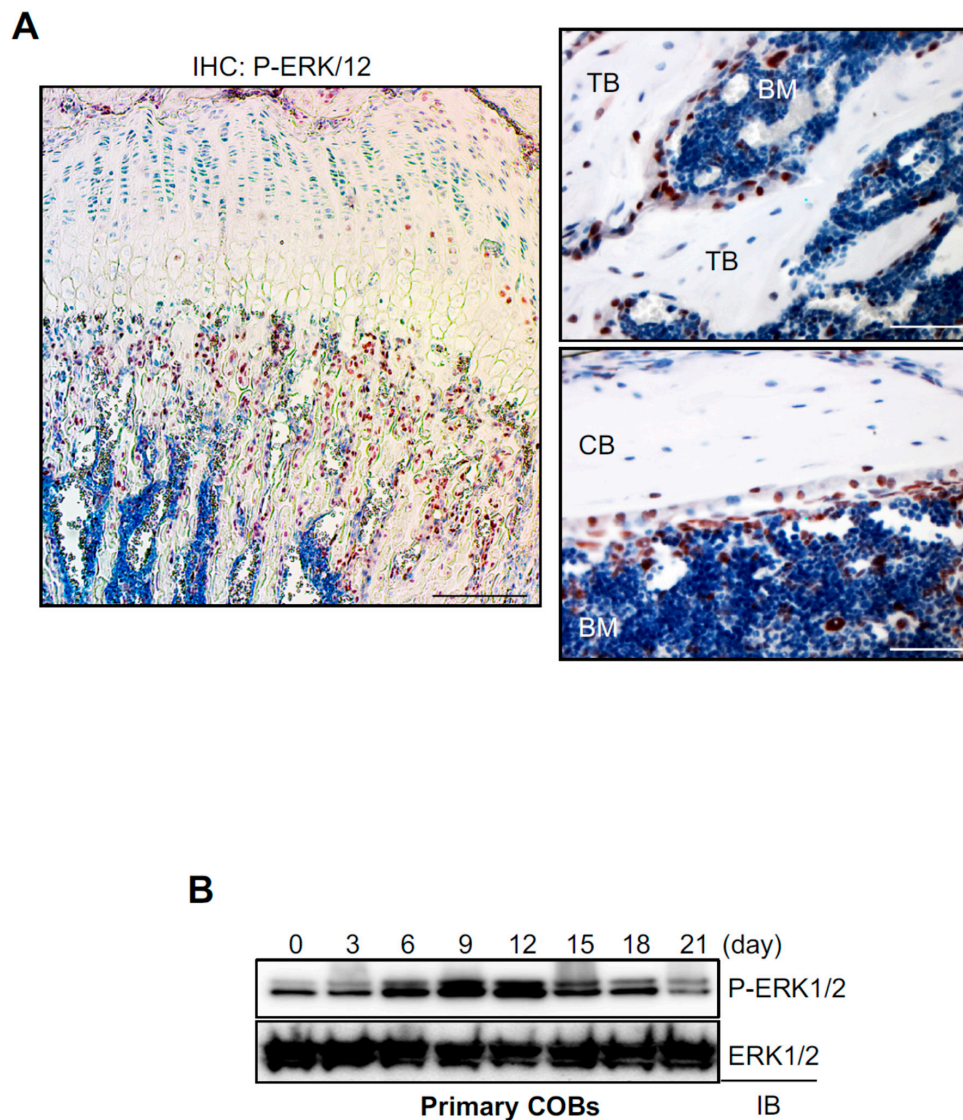 A
IHC: P-ERK/12
TB
BM
TB
CB
BM
B
0 3 6 9 12 15 18 21 (day)
P-ERK1/2
ERK1/2
Primary COBs
IB